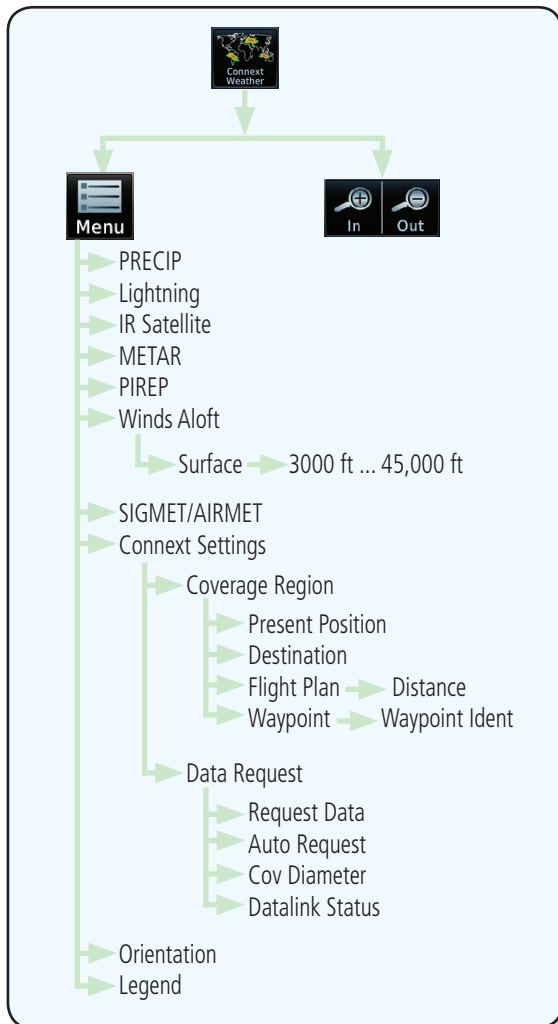 Connext
Weather
Menu
In Out
PRECIP
Lightning
IR Satellite
METAR
PIREP
Winds Aloft
Surface 3000 ft ... 45,000 ft
SIGMET/AIRMET
Connext Settings
Coverage Region
Present Position
Destination
Flight Plan Distance
Waypoint Waypoint Ident
Data Request
Request Data
Auto Request
Cov Diameter
Datalink Status
Orientation
Legend